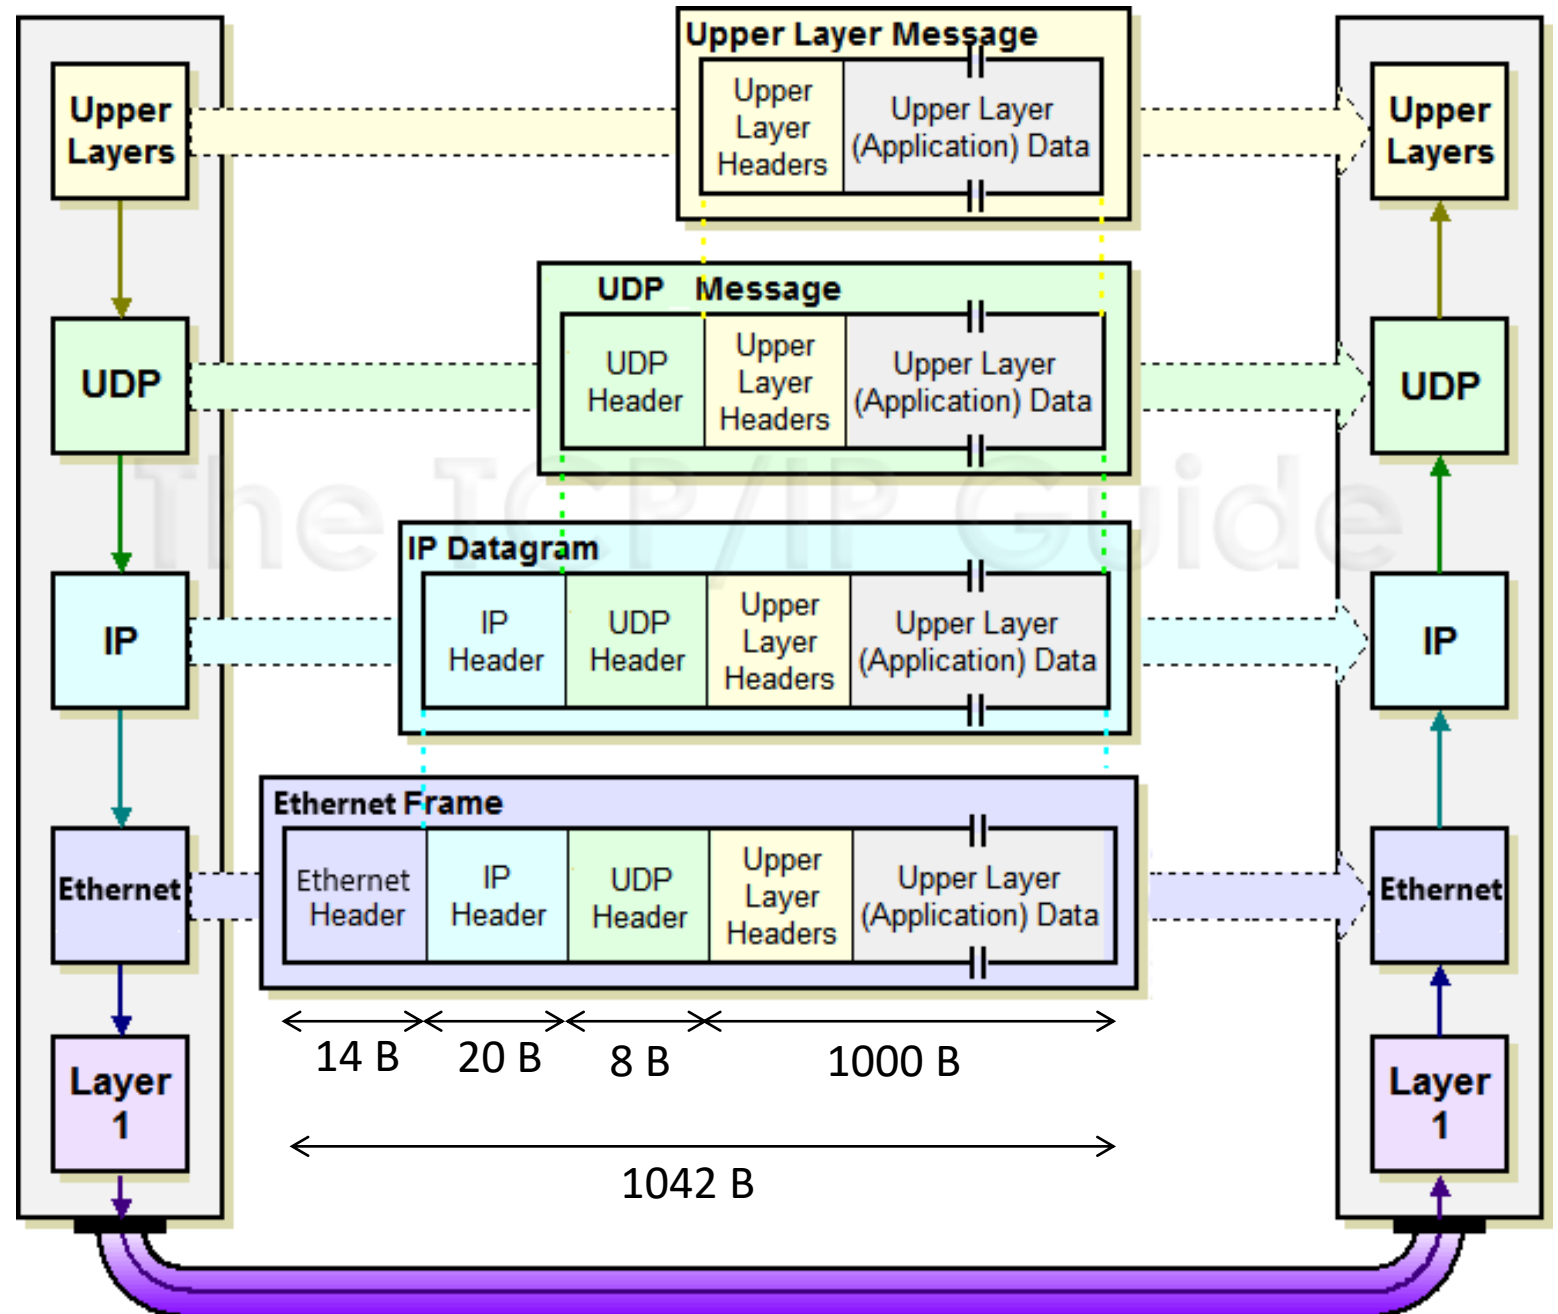 Upper Layer Message
Upper
Layers
Upper
Layer
Headers
Upper Layer
(Application) Data
Upper
Layers
UDP Message
UDP
UDP
Header
Upper
Layer
Headers
Upper Layer
(Application) Data
UDP
The TCP/IP Guide
IP Datagram
IP
IP
Header
UDP
Header
Upper
Layer
Headers
Upper Layer
(Application) Data
IP
Ethernet Frame
Ethernet
Ethernet
Header
IP
Header
UDP
Header
Upper
Layer
Headers
Upper Layer
(Application) Data
Ethernet
14 B
20 B
8 B
1000 B
Layer
1
1042 B
Layer
1